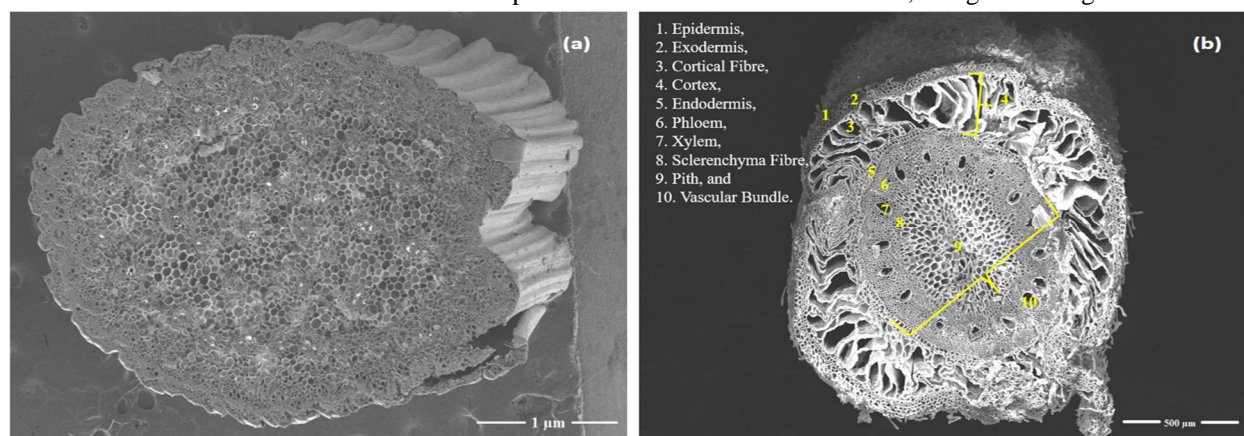 (a)
1 µm
1. Epidermis,
2. Exodermis,
3. Cortical Fibre,
4. Cortex,
5. Endodermis,
6. Phloem,
7. Xylem,
8. Sclerenchyma Fibre,
9. Pith, and
10. Vascular Bundle.
(b)
1
2
3
4
5
6
7
8
9
10
500 µm